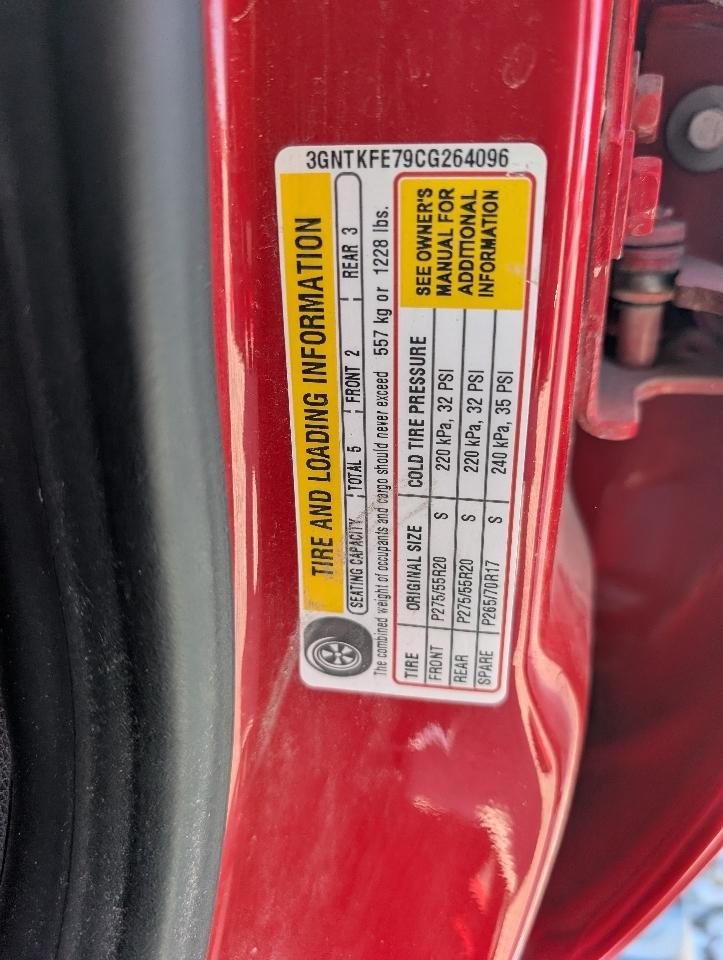 3GNTKFE79CG264096
TIRE AND LOADING INFORMATION
SEATING CAPACITY TOTAL 5 FRONT 2 REAR 3
The combined weight of occupants and cargo should never exceed 557 kg or 1228 lbs.
TIRE ORIGINAL SIZE COLD TIRE PRESSURE
FRONT P275/55R20 S 220 kPa, 32 PSI
REAR P275/55R20 S 220 kPa, 32 PSI
SPARE P265/70R17 S 240 kPa, 35 PSI
SEE OWNER'S
MANUAL FOR
ADDITIONAL
INFORMATION